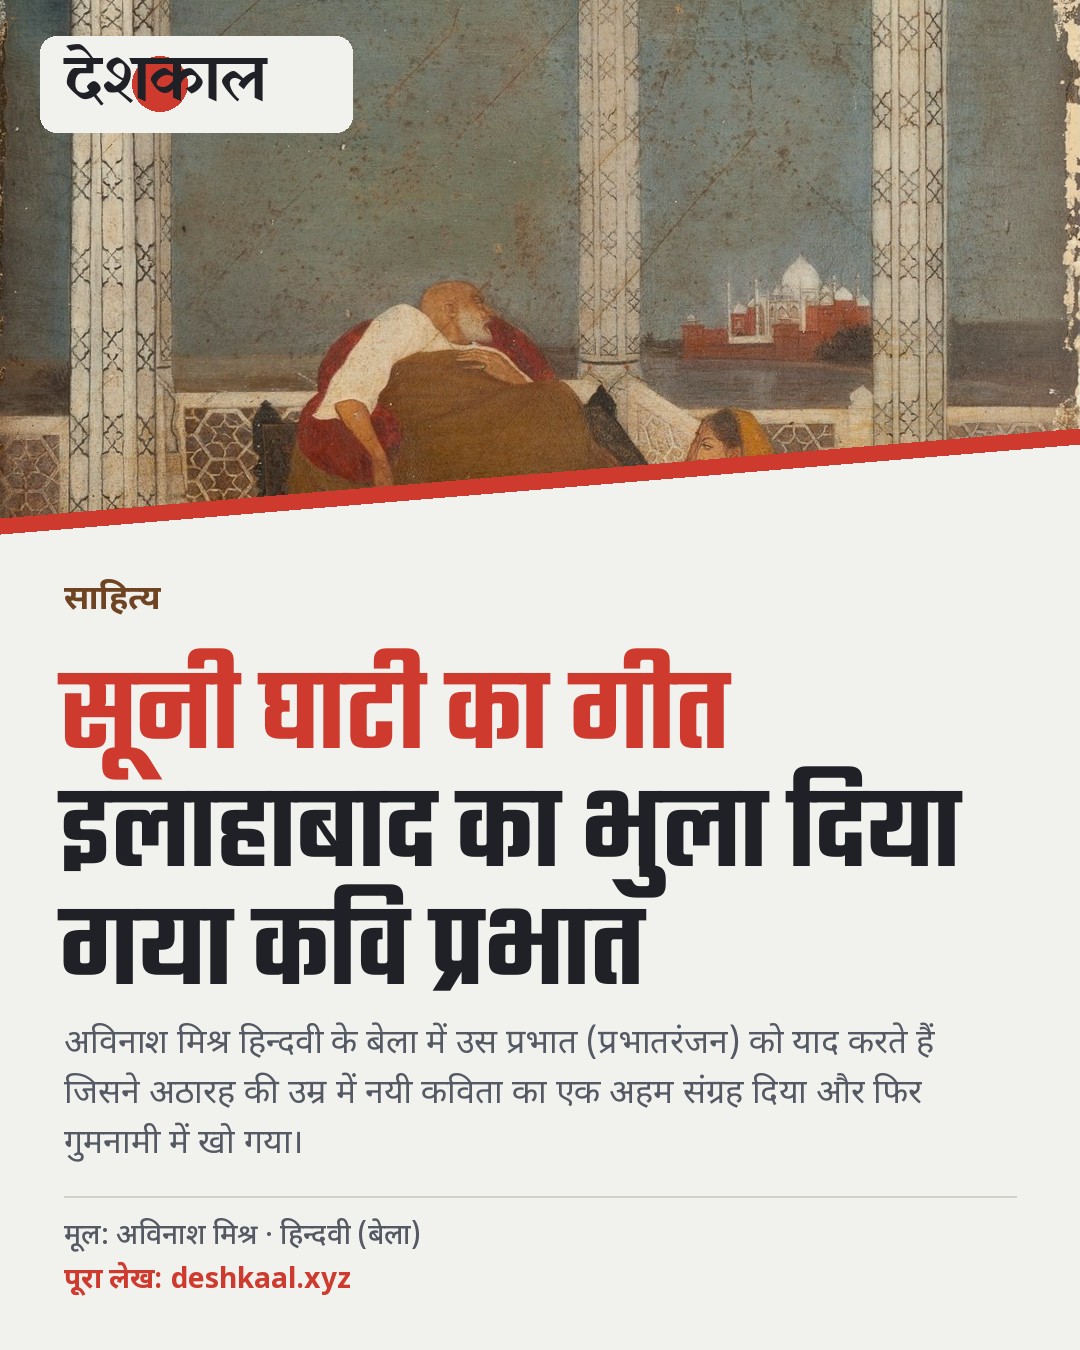 देशकाल
साहित्य
सूनी घाटी का गीत
इलाहाबाद का भुला दिया
गया कवि प्रभात
अविनाश मिश्र हिन्दवी के बेला में उस प्रभात (प्रभातरंजन) को याद करते हैं
जिसने अठारह की उम्र में नयी कविता का एक अहम संग्रह दिया और फिर
गुमनामी में खो गया।
मूल: अविनाश मिश्र · हिन्दवी (बेला)
पूरा लेख: deshkaal.xyz